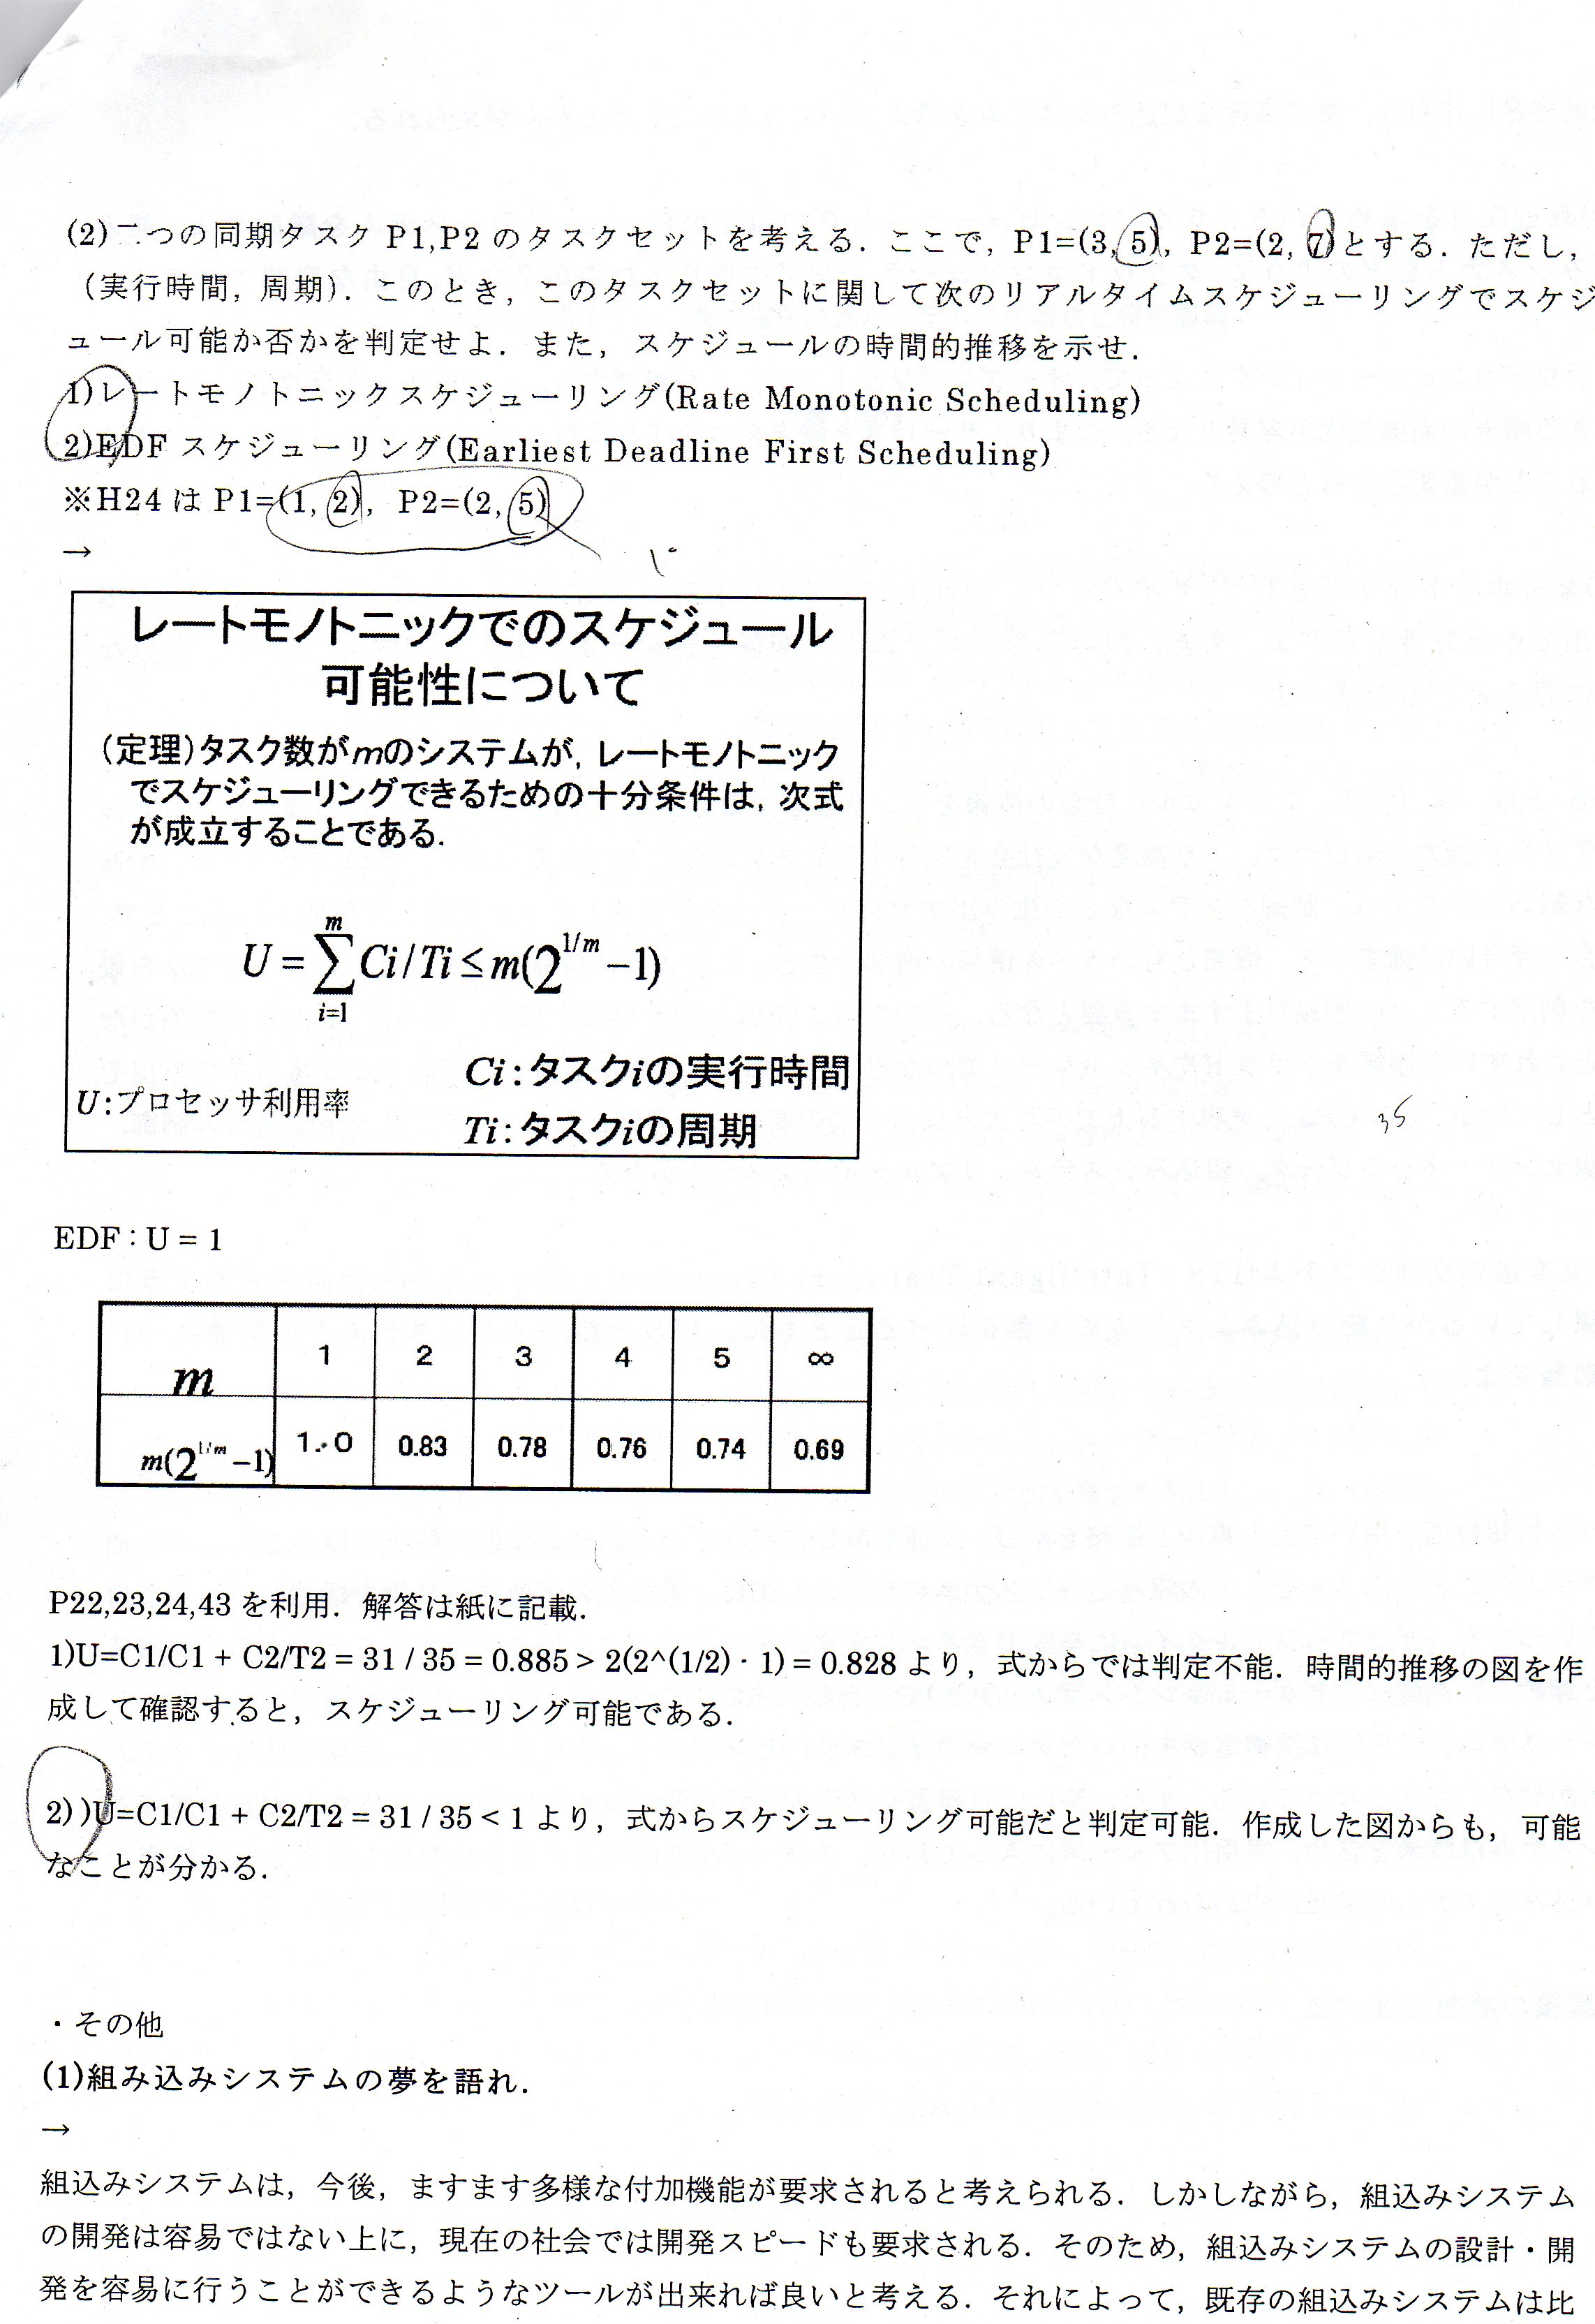 (2)二つの同期タスク P1,P2 のタスクセットを考える．ここで，P1=(3, 5)，P2=(2, 7)とする．ただし，
（実行時間，周期）．このとき，このタスクセットに関して次のリアルタイムスケジューリングでスケジ
ュール可能か否かを判定せよ．また，スケジュールの時間的推移を示せ．
1)レートモノトニックスケジューリング(Rate Monotonic Scheduling)
2)EDF スケジューリング(Earliest Deadline First Scheduling)
※H24 は P1=(1, 2)，P2=(2, 5)
→
レートモノトニックでのスケジュール
可能性について
（定理）タスク数がmのシステムが，レートモノトニック
でスケジューリングできるための十分条件は，次式
が成立することである．
U = \sum_{i=1}^{m} Ci / Ti ≤ m(2^{1/m} −1)
Ci : タスクiの実行時間
U:プロセッサ利用率
Ti : タスクiの周期
35
EDF：U = 1
m 1 2 3 4 5 ∞
m(2^{1/m} −1) 1.0 0.83 0.78 0.76 0.74 0.69
P22,23,24,43 を利用．解答は紙に記載．
1)U=C1/C1 + C2/T2 = 31 / 35 = 0.885 > 2(2^(1/2) - 1) = 0.828 より，式からでは判定不能．時間的推移の図を作
成して確認すると，スケジューリング可能である．
2) )U=C1/C1 + C2/T2 = 31 / 35 < 1 より，式からスケジューリング可能だと判定可能．作成した図からも，可能
なことが分かる．
・その他
(1)組み込みシステムの夢を語れ．
→
組込みシステムは，今後，ますます多様な付加機能が要求されると考えられる．しかしながら，組込みシステム
の開発は容易ではない上に，現在の社会では開発スピードも要求される．そのため，組込みシステムの設計・開
発を容易に行うことができるようなツールが出来れば良いと考える．それによって，既存の組込みシステムは比